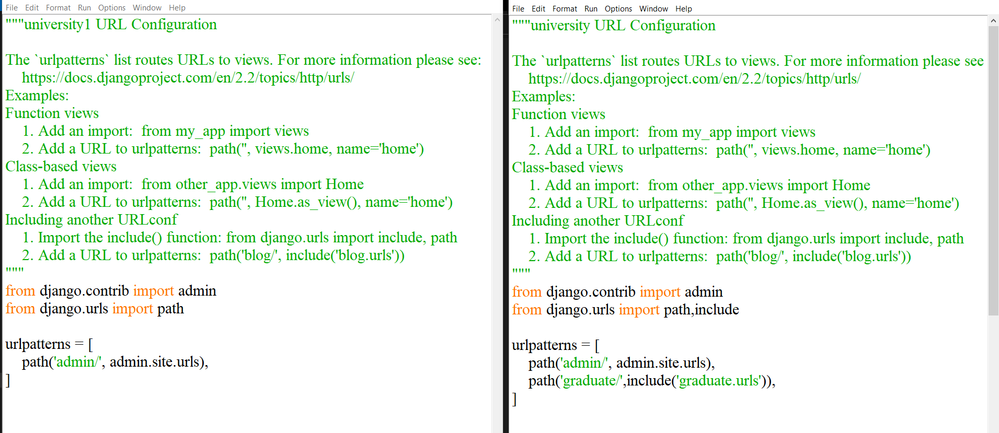 File Edit Format Run Options Window Help
"""university1 URL Configuration
The `urlpatterns` list routes URLs to views. For more information please see:
https://docs.djangoproject.com/en/2.2/topics/http/urls/
Examples:
Function views
1. Add an import:  from my_app import views
2. Add a URL to urlpatterns:  path('', views.home, name='home')
Class-based views
1. Add an import:  from other_app.views import Home
2. Add a URL to urlpatterns:  path('', Home.as_view(), name='home')
Including another URLconf
1. Import the include() function: from django.urls import include, path
2. Add a URL to urlpatterns:  path('blog/', include('blog.urls'))
"""
from django.contrib import admin
from django.urls import path
urlpatterns = [
path('admin/', admin.site.urls),
]
File Edit Format Run Options Window Help
"""university URL Configuration
The `urlpatterns` list routes URLs to views. For more information please see
https://docs.djangoproject.com/en/2.2/topics/http/urls/
Examples:
Function views
1. Add an import:  from my_app import views
2. Add a URL to urlpatterns:  path('', views.home, name='home')
Class-based views
1. Add an import:  from other_app.views import Home
2. Add a URL to urlpatterns:  path('', Home.as_view(), name='home')
Including another URLconf
1. Import the include() function: from django.urls import include, path
2. Add a URL to urlpatterns:  path('blog/', include('blog.urls'))
"""
from django.contrib import admin
from django.urls import path,include
urlpatterns = [
path('admin/', admin.site.urls),
path('graduate/',include('graduate.urls')),
]